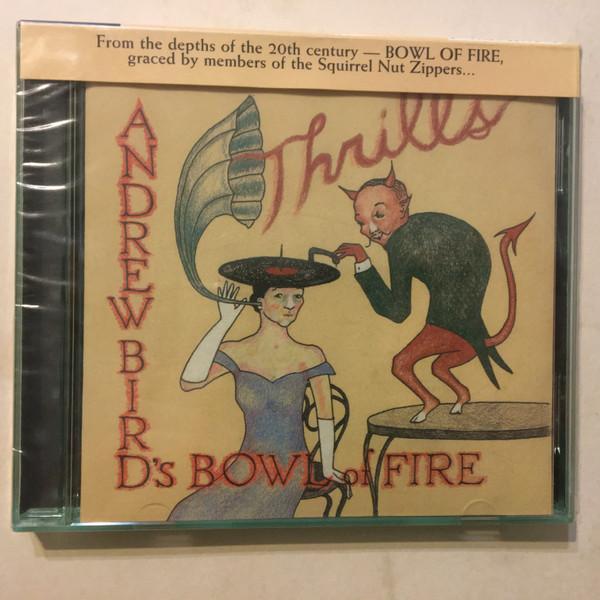 From the depths of the 20th century — BOWL OF FIRE,
graced by members of the Squirrel Nut Zippers...
Thrills
ANDREW BIRD's BOWL of FIRE